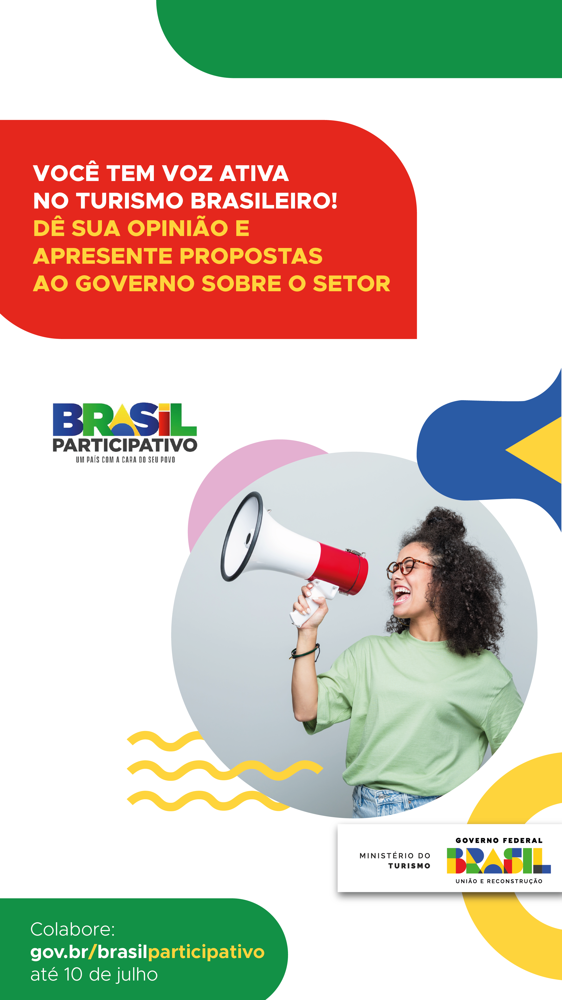 VOCÊ TEM VOZ ATIVA
NO TURISMO BRASILEIRO!
DÊ SUA OPINIÃO E
APRESENTE PROPOSTAS
AO GOVERNO SOBRE O SETOR
BRASiL
PARTICIPATIVO
UM PAÍS COM A CARA DO SEU POVO
MINISTÉRIO DO
TURISMO
GOVERNO FEDERAL
BRASiL
UNIÃO E RECONSTRUÇÃO
Colabore:
gov.br/brasilparticipativo
até 10 de julho